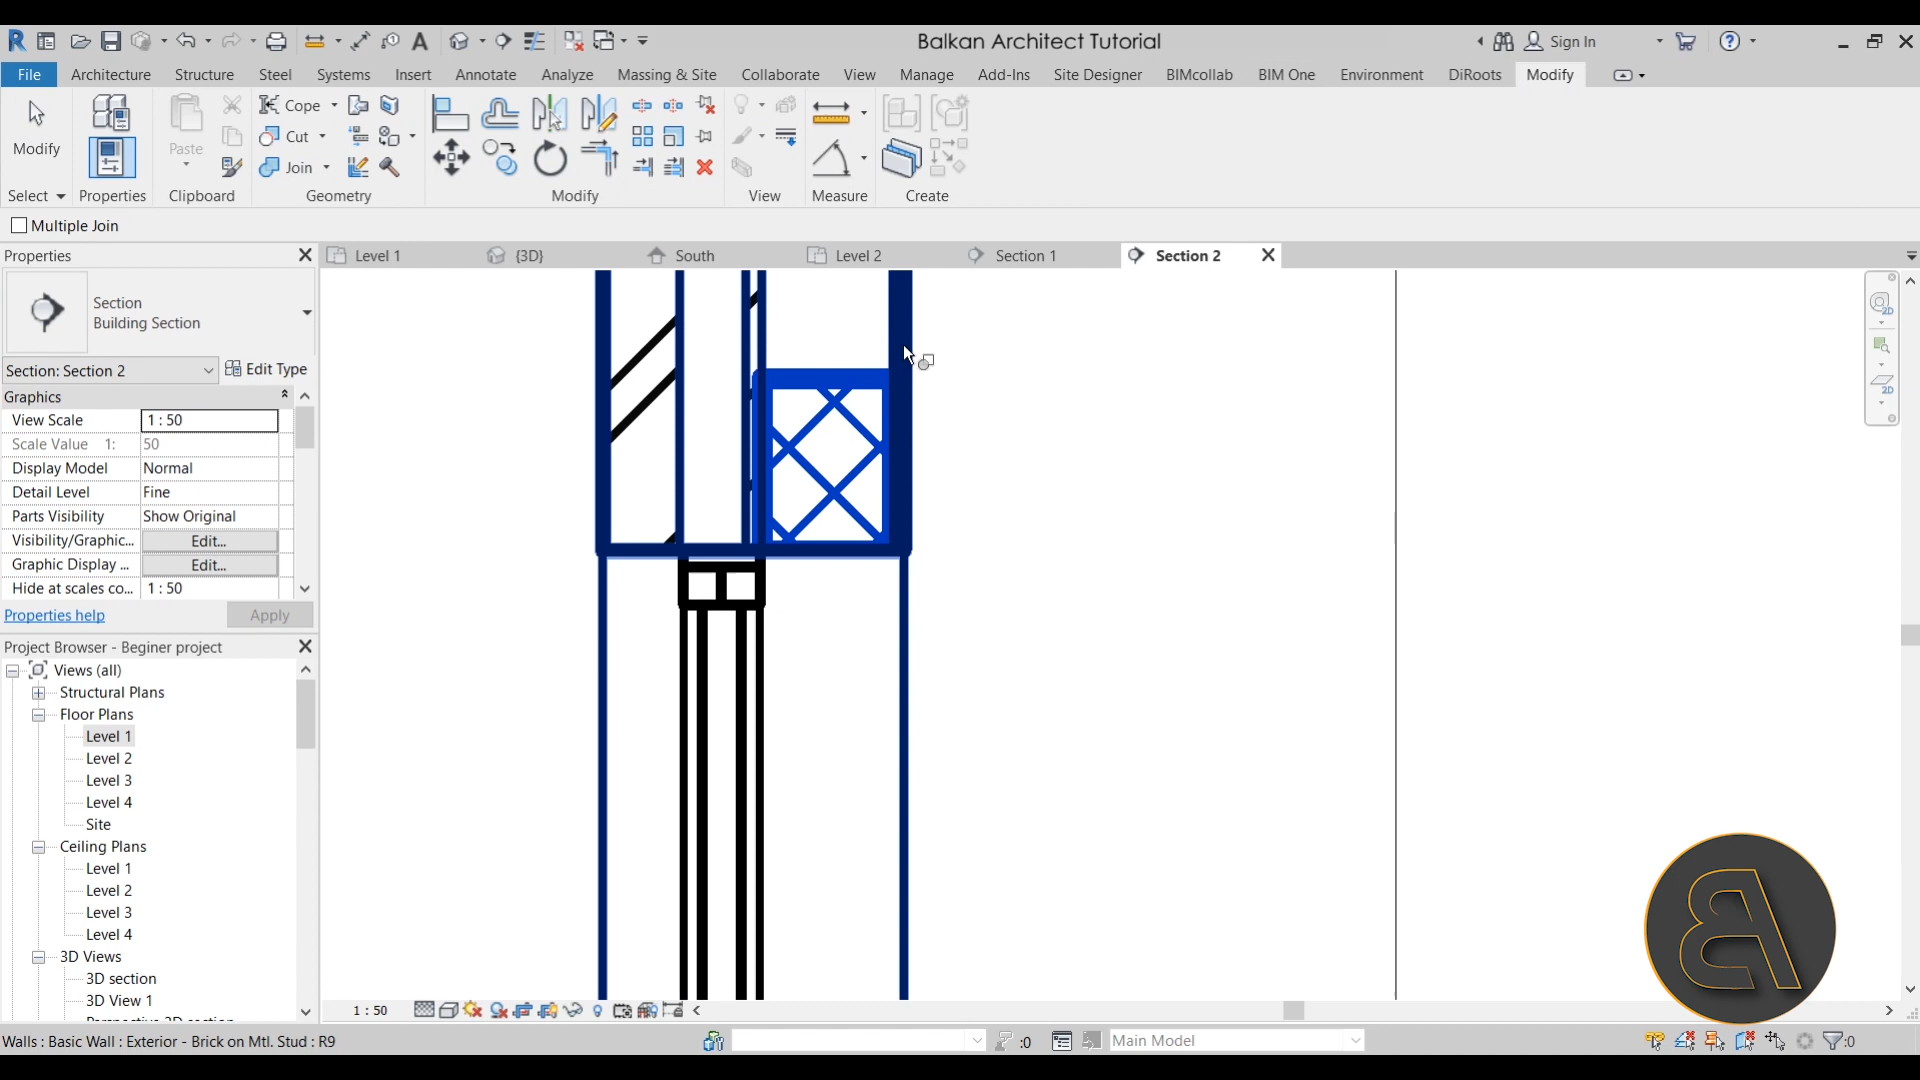 Balkan Architect Tutorial
Sign In
File Architecture Structure Steel Systems Insert Annotate Analyze Massing & Site Collaborate View Manage Add-Ins Site Designer BIMcollab BIM One Environment DiRoots Modify
Cope
Modify
Paste
Cut
Join
Select Properties Clipboard Geometry Modify View Measure Create
Multiple Join
Properties
Level 1 {3D} South Level 2 Section 1 Section 2
Section
Building Section
Section: Section 2 Edit Type
Graphics
View Scale 1 : 50
Scale Value 1: 50
Display Model Normal
Detail Level Fine
Parts Visibility Show Original
Visibility/Graphic... Edit...
Graphic Display ... Edit...
Hide at scales co... 1 : 50
Properties help Apply
Project Browser - Beginer project
Views (all)
Structural Plans
Floor Plans
Level 1
Level 2
Level 3
Level 4
Site
Ceiling Plans
Level 1
Level 2
Level 3
Level 4
3D Views
3D section
3D View 1
1 : 50
Walls : Basic Wall : Exterior - Brick on Mtl. Stud : R9 :0 Main Model :0